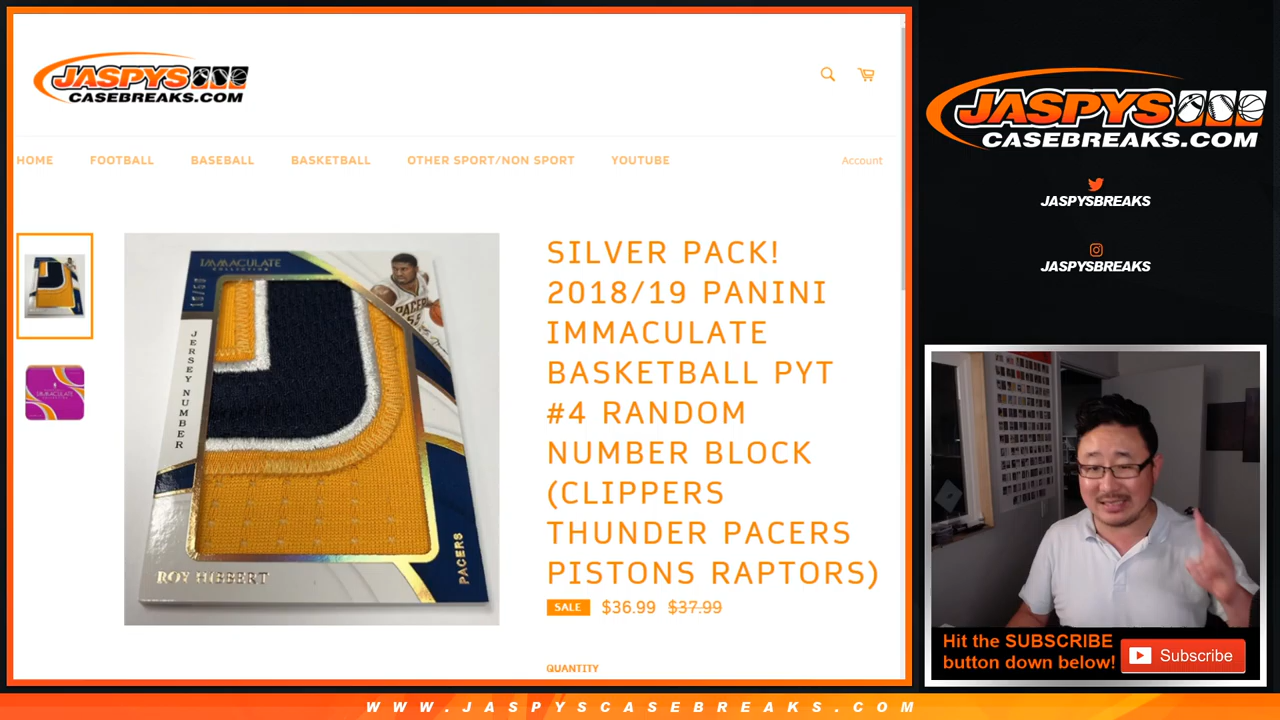 JASPYS
CASEBREAKS.COM
HOME FOOTBALL BASEBALL BASKETBALL OTHER SPORT/NON SPORT YOUTUBE Account
IMMACULATE
COLLECTION
JERSEY NUMBER
PACERS
ROY HIBBERT
PACERS
IMMACULATE
SILVER PACK!
2018/19 PANINI
IMMACULATE
BASKETBALL PYT
#4 RANDOM
NUMBER BLOCK
(CLIPPERS
THUNDER PACERS
PISTONS RAPTORS)
SALE $36.99 $37.99
QUANTITY
JASPYS
CASEBREAKS.COM
JASPYSBREAKS
JASPYSBREAKS
Hit the SUBSCRIBE
button down below!
Subscribe
WWW.JASPYSCASEBREAKS.COM